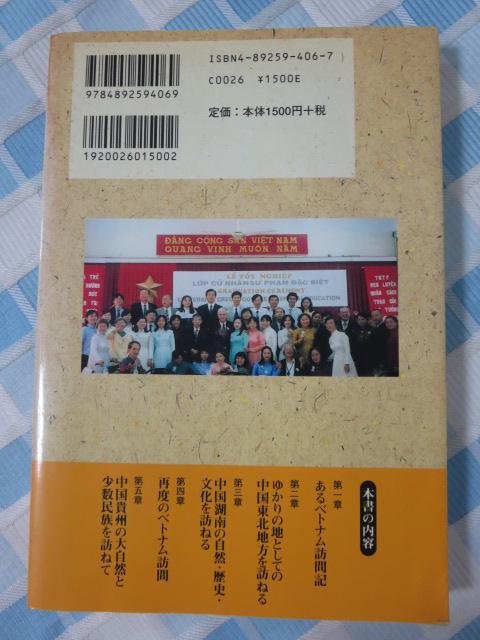 ISBN4-89259-406-7
C0026 ¥1500E
定価：本体1500円＋税
9784892594069
1920026015002
ĐẢNG CỘNG SẢN VIỆT NAM
QUANG VINH MUÔN NĂM
LỄ TỐT NGHIỆP
LỚP CỬ NHÂN SƯ PHẠM ĐẶC BIỆT
GRADUATION CEREMONY
本書の内容
第一章
あるベトナム訪問記
第二章
ゆかりの地としての
中国東北地方を訪ねる
第三章
中国湖南の自然・歴史・
文化を訪ねる
第四章
再度のベトナム訪問
第五章
中国貴州の大自然と
少数民族を訪ねて